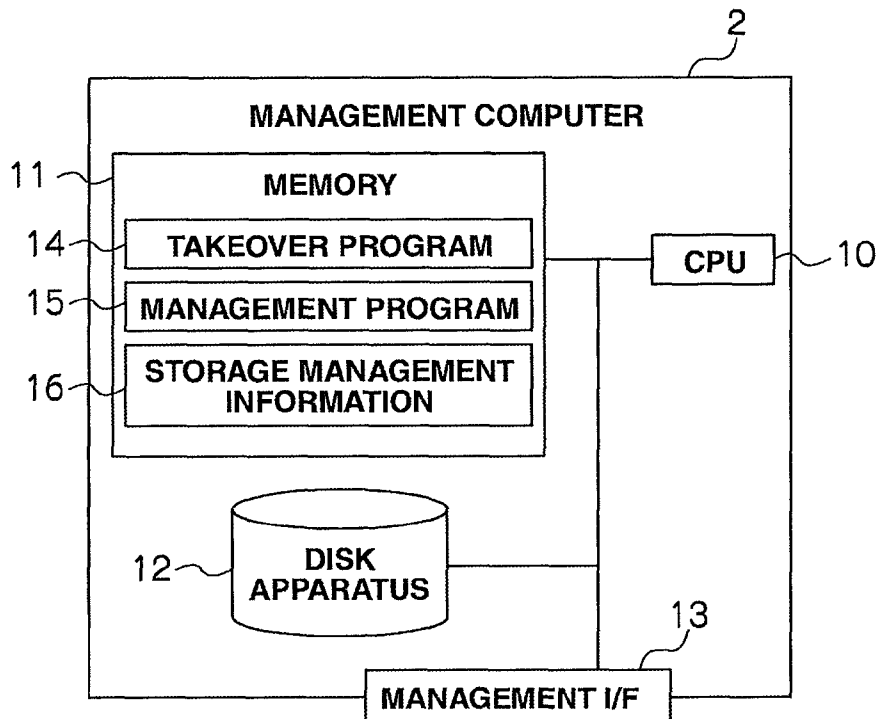 2
MANAGEMENT COMPUTER
11
MEMORY
14
TAKEOVER PROGRAM
CPU
10
15
MANAGEMENT PROGRAM
16
STORAGE MANAGEMENT
INFORMATION
12
DISK
APPARATUS
13
MANAGEMENT I/F